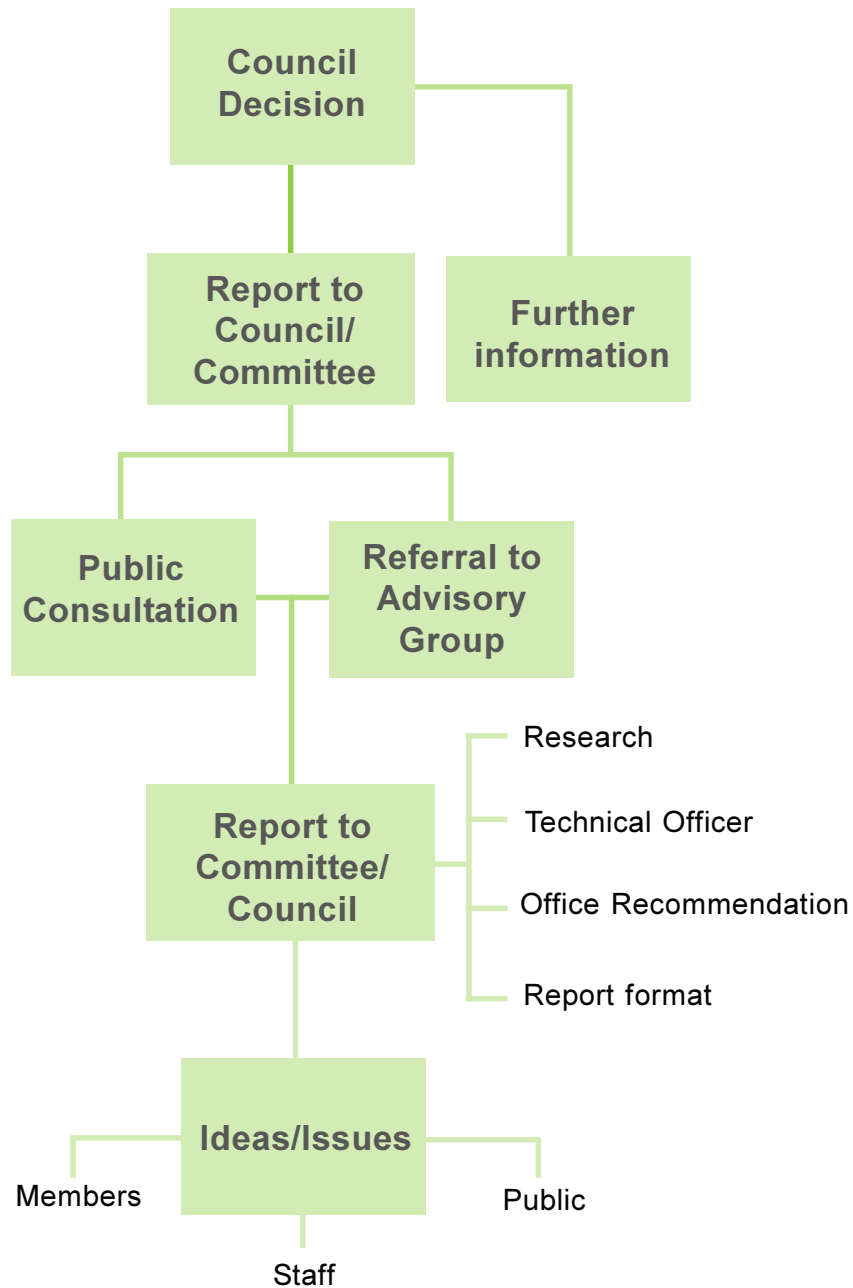 Council
Decision
Report to
Council/
Committee
Further
information
Public
Consultation
Referral to
Advisory
Group
Report to
Committee/
Council
Research
Technical Officer
Office Recommendation
Report format
Ideas/Issues
Members
Public
Staff